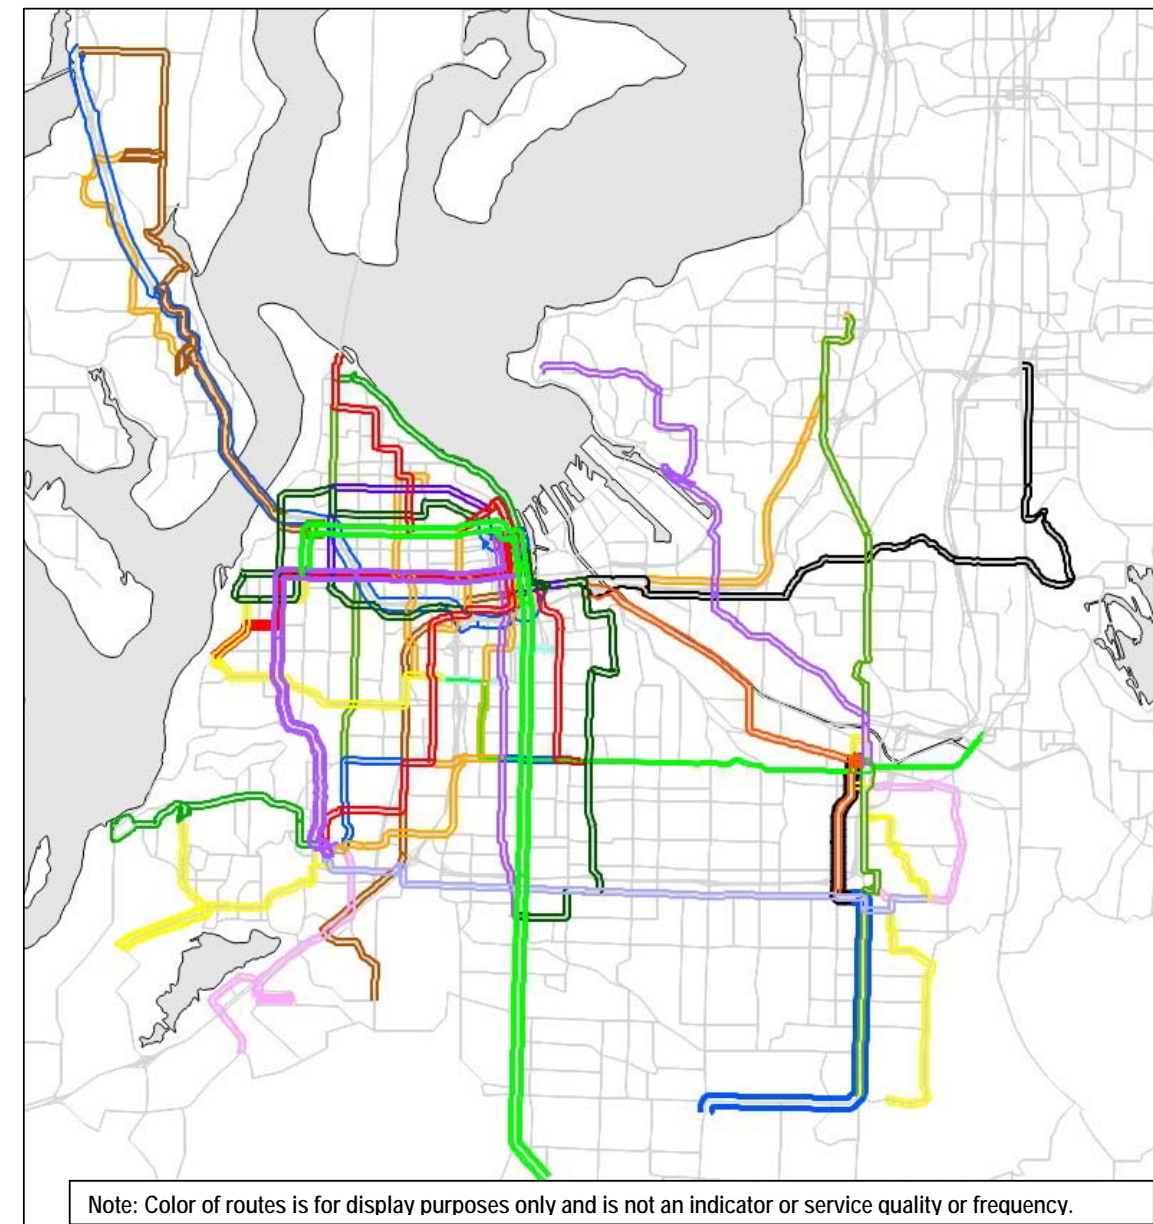 Note: Color of routes is for display purposes only and is not an indicator or service quality or frequency.